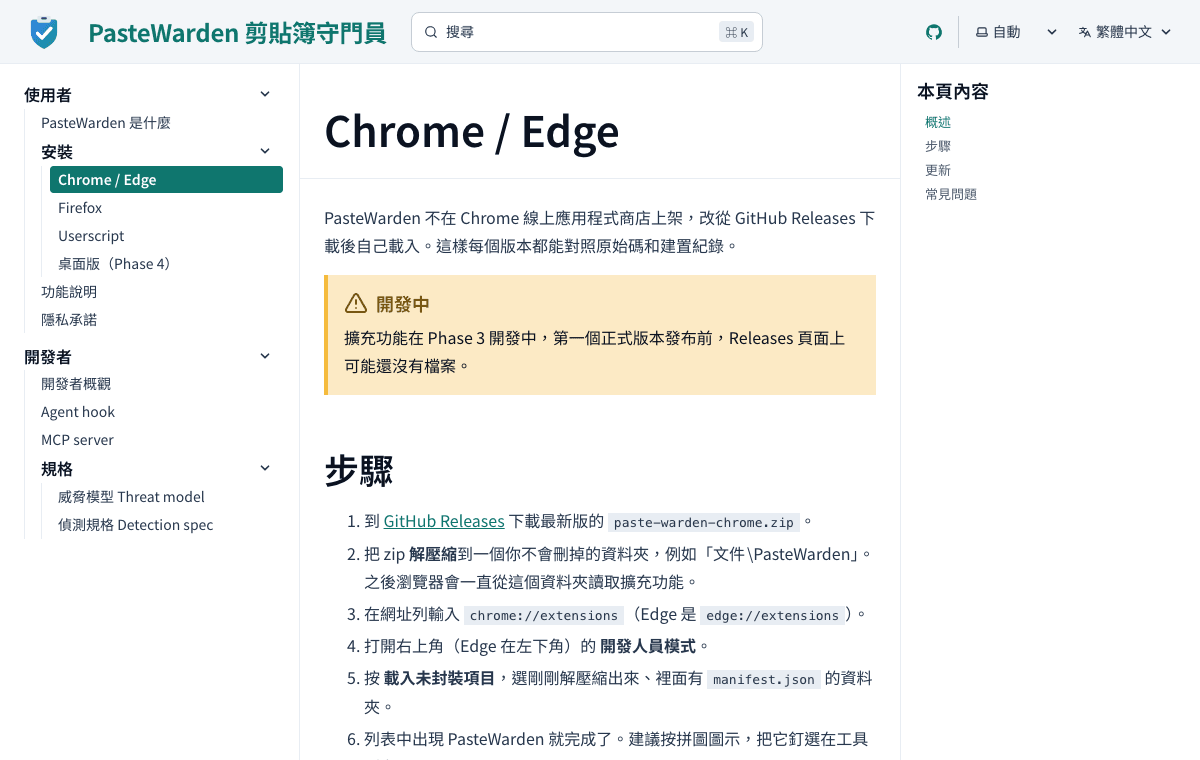 PasteWarden 剪貼簿守門員
搜尋
⌘ K
自動
繁體中文
使用者
PasteWarden 是什麼
安裝
Chrome / Edge
Firefox
Userscript
桌面版（Phase 4）
功能說明
隱私承諾
開發者
開發者概觀
Agent hook
MCP server
規格
威脅模型 Threat model
偵測規格 Detection spec
Chrome / Edge
PasteWarden 不在 Chrome 線上應用程式商店上架，改從 GitHub Releases 下
載後自己載入。這樣每個版本都能對照原始碼和建置紀錄。
開發中
擴充功能在 Phase 3 開發中，第一個正式版本發布前，Releases 頁面上
可能還沒有檔案。
步驟
1. 到 GitHub Releases 下載最新版的 paste-warden-chrome.zip 。
2. 把 zip 解壓縮到一個你不會刪掉的資料夾，例如「文件\PasteWarden」。
之後瀏覽器會一直從這個資料夾讀取擴充功能。
3. 在網址列輸入 chrome://extensions （Edge 是 edge://extensions）。
4. 打開右上角（Edge 在左下角）的 開發人員模式。
5. 按 載入未封裝項目，選剛剛解壓縮出來、裡面有 manifest.json 的資料
夾。
6. 列表中出現 PasteWarden 就完成了。建議按拼圖圖示，把它釘選在工具
本頁內容
概述
步驟
更新
常見問題